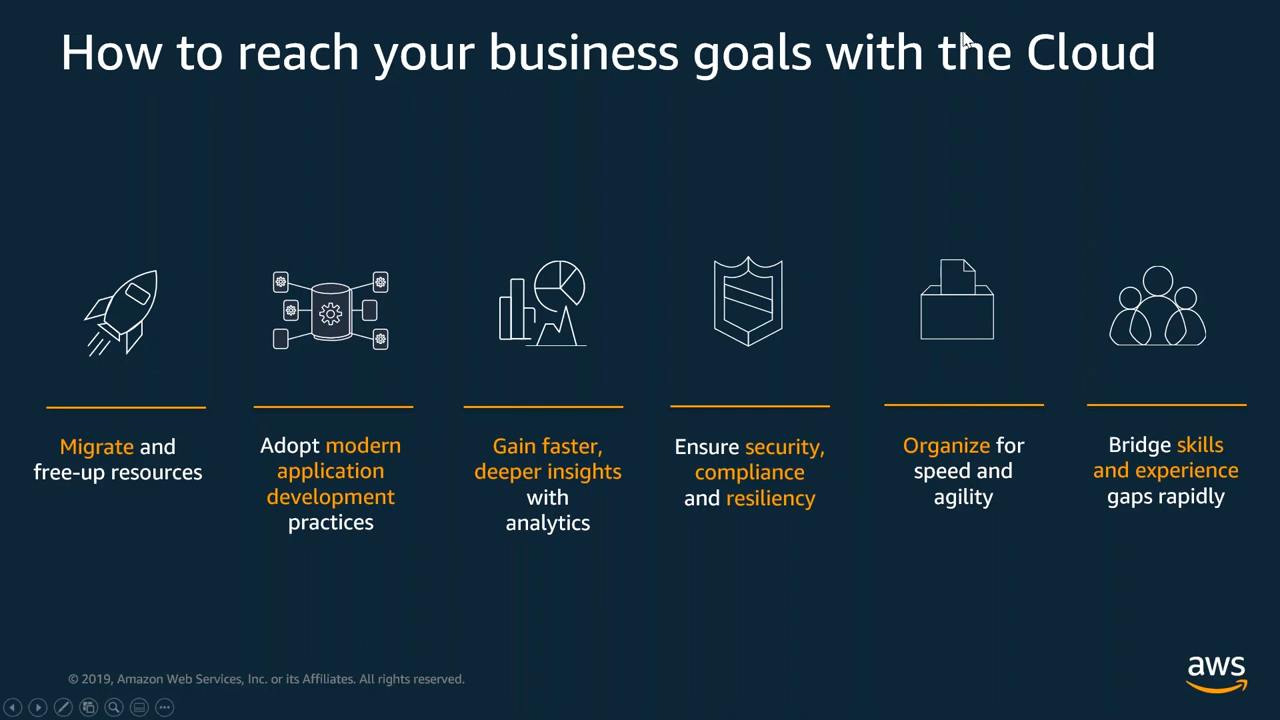 How to reach your business goals with the Cloud
Migrate and
free-up resources
Adopt modern
application
development
practices
Gain faster,
deeper insights
with
analytics
Ensure security,
compliance
and resiliency
Organize for
speed and
agility
Bridge skills
and experience
gaps rapidly
© 2019, Amazon Web Services, Inc. or its Affiliates. All rights reserved.
aws